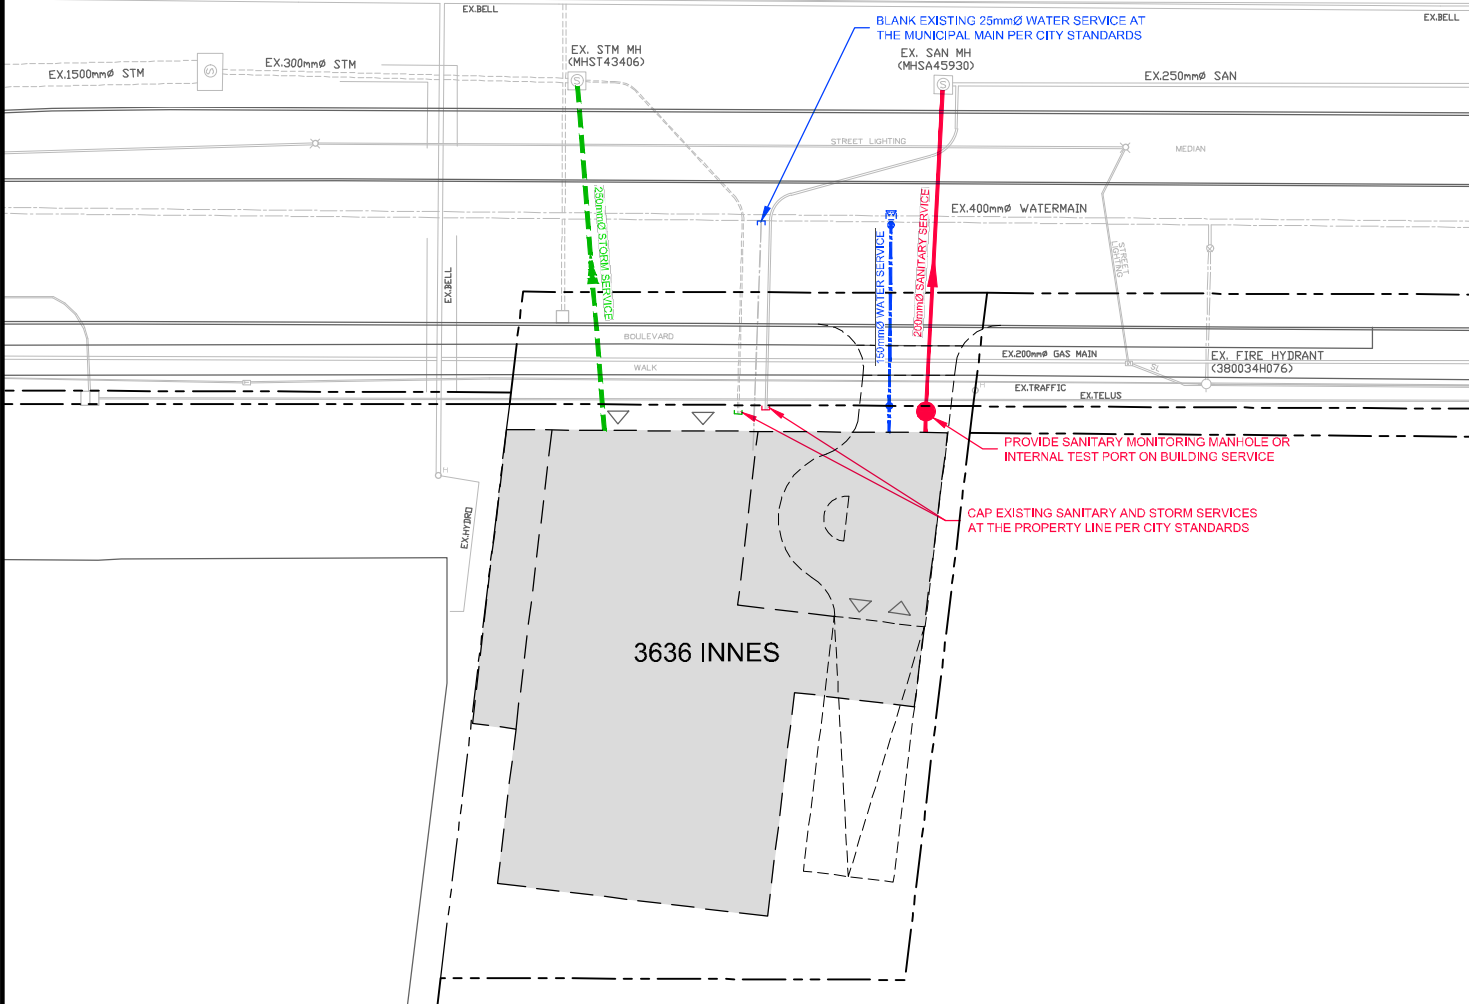 EX.BELL
EX.BELL
BLANK EXISTING 25mmØ WATER SERVICE AT
THE MUNICIPAL MAIN PER CITY STANDARDS
EX. STM MH
(MHST43406)
EX. SAN MH
(MHSA45930)
EX.1500mmØ STM
EX.300mmØ STM
EX.250mmØ SAN
S
S
S
STREET LIGHTING
MEDIAN
250mmØ STORM SERVICE
EX.400mmØ WATERMAIN
200mmØ SANITARY SERVICE
150mmØ WATER SERVICE
STREET
LIGHTING
EX.BELL
BOULEVARD
WALK
EX.200mmØ GAS MAIN
EX. FIRE HYDRANT
(380034H076)
SL
H
EX.TRAFFIC
EX.TELUS
PROVIDE SANITARY MONITORING MANHOLE OR
INTERNAL TEST PORT ON BUILDING SERVICE
H
EX.HYDRO
CAP EXISTING SANITARY AND STORM SERVICES
AT THE PROPERTY LINE PER CITY STANDARDS
3636 INNES